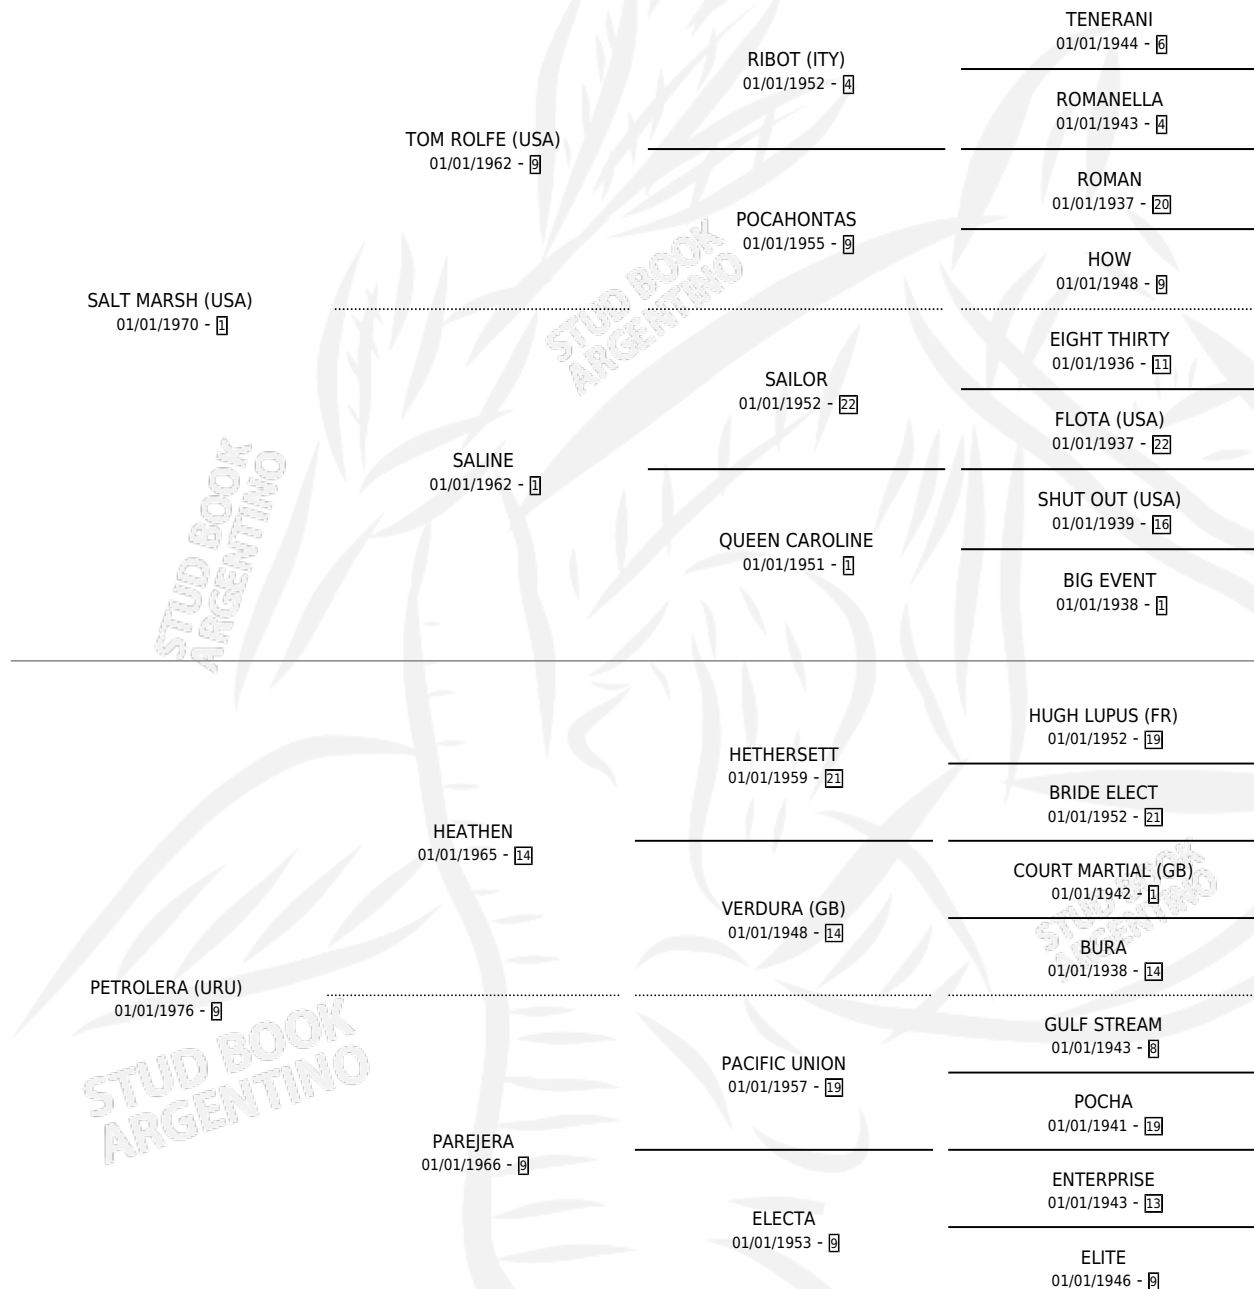 TENERANI
01/01/1944 - 6
RIBOT (ITY)
01/01/1952 - 4
ROMANELLA
01/01/1943 - 4
TOM ROLFE (USA)
01/01/1962 - 9
ROMAN
01/01/1937 - 20
POCAHONTAS
01/01/1955 - 9
HOW
01/01/1948 - 9
SALT MARSH (USA)
01/01/1970 - 1
STUD BOOK
ARGENTINO
EIGHT THIRTY
01/01/1936 - 11
SAILOR
01/01/1952 - 22
FLOTA (USA)
01/01/1937 - 22
SALINE
01/01/1962 - 1
SHUT OUT (USA)
01/01/1939 - 16
QUEEN CAROLINE
01/01/1951 - 1
BIG EVENT
01/01/1938 - 1
STUD BOOK
ARGENTINO
HUGH LUPUS (FR)
01/01/1952 - 19
HETHERSETT
01/01/1959 - 21
BRIDE ELECT
01/01/1952 - 21
HEATHEN
01/01/1965 - 14
COURT MARTIAL (GB)
01/01/1942 - 1
VERDURA (GB)
01/01/1948 - 14
STUD BOOK
ARGENTINO
BURA
01/01/1938 - 14
PETROLERA (URU)
01/01/1976 - 9
GULF STREAM
01/01/1943 - 8
PACIFIC UNION
01/01/1957 - 19
STUD BOOK
ARGENTINO
POCHA
01/01/1941 - 19
PAREJERA
01/01/1966 - 9
ENTERPRISE
01/01/1943 - 13
ELECTA
01/01/1953 - 9
ELITE
01/01/1946 - 9